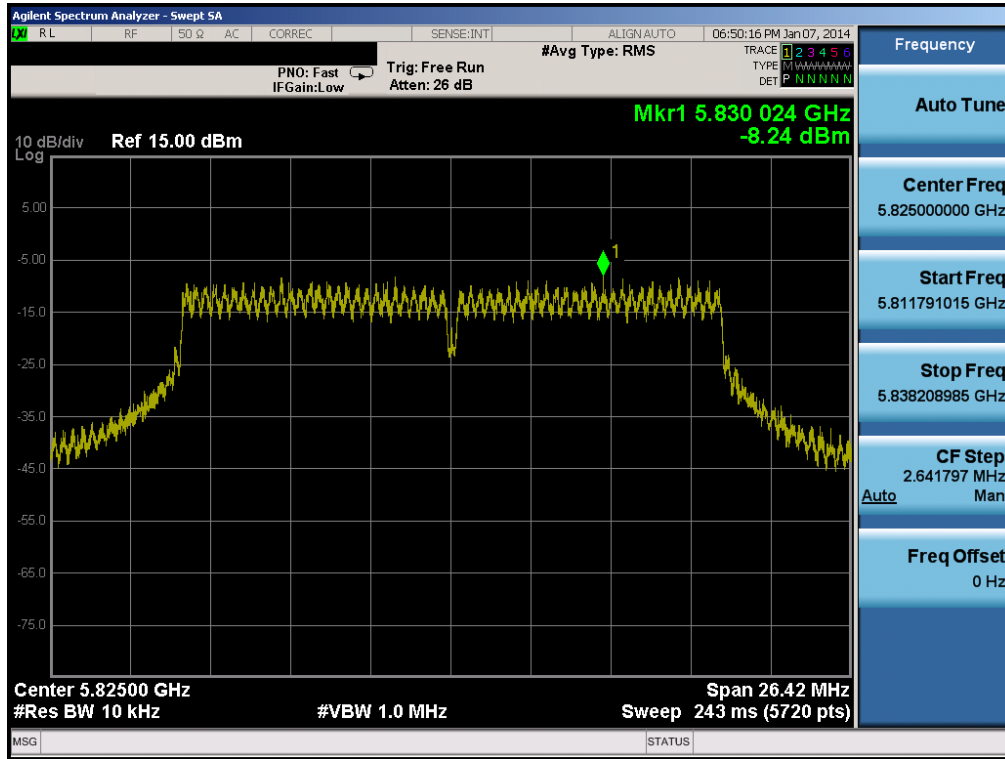 Agilent Spectrum Analyzer - Swept SA
LXI RL RF 50 Ω AC CORREC SENSE:INT ALIGN AUTO 06:50:16 PM Jan 07, 2014
#Avg Type: RMS TRACE 1 2 3 4 5 6
PNO: Fast Trig: Free Run TYPE M WWWWW
IFGain:Low Atten: 26 dB DET P N N N N N
Mkr1 5.830 024 GHz
-8.24 dBm
10 dB/div Ref 15.00 dBm
Log
5.00
-5.00
1
-15.0
-25.0
-35.0
-45.0
-55.0
-65.0
-75.0
Center 5.82500 GHz Span 26.42 MHz
#Res BW 10 kHz #VBW 1.0 MHz Sweep 243 ms (5720 pts)
MSG STATUS
Frequency
Auto Tune
Center Freq
5.825000000 GHz
Start Freq
5.811791015 GHz
Stop Freq
5.838208985 GHz
CF Step
2.641797 MHz
Auto Man
Freq Offset
0 Hz